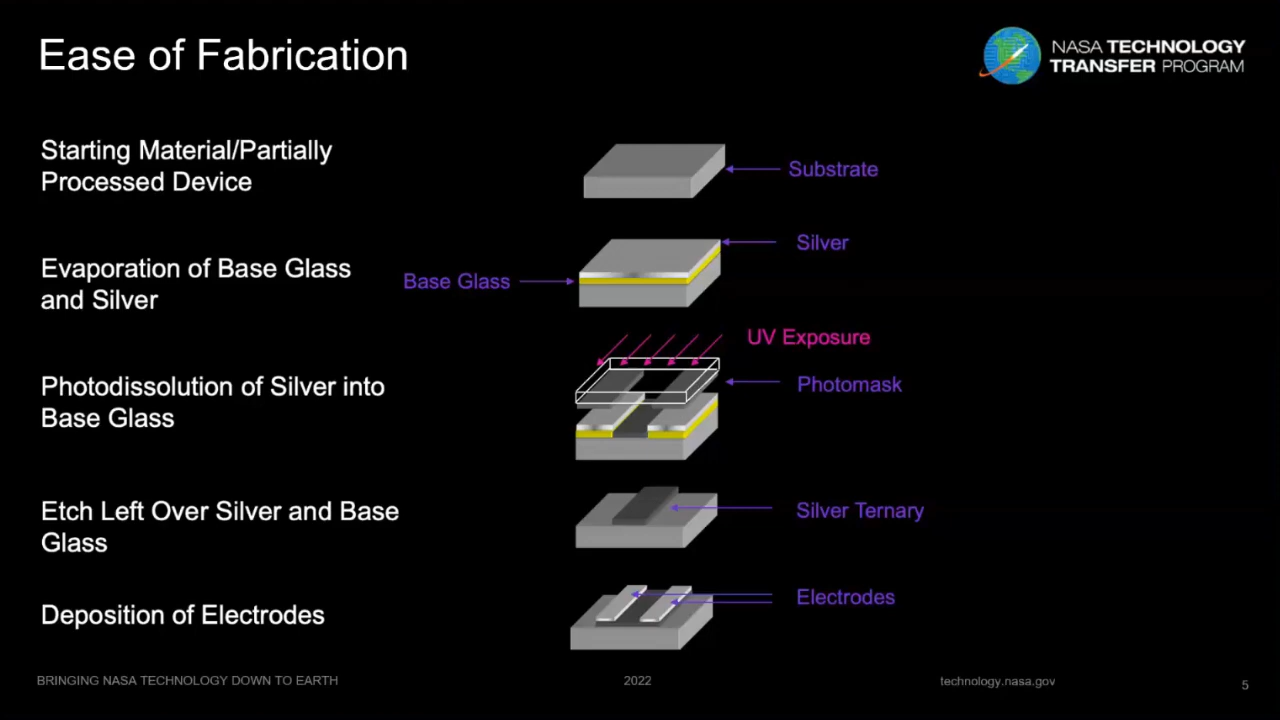 Ease of Fabrication
NASA TECHNOLOGY
TRANSFER PROGRAM
Starting Material/Partially
Processed Device
Substrate
Evaporation of Base Glass
and Silver
Base Glass
Silver
UV Exposure
Photodissolution of Silver into
Base Glass
Photomask
Etch Left Over Silver and Base
Glass
Silver Ternary
Deposition of Electrodes
Electrodes
BRINGING NASA TECHNOLOGY DOWN TO EARTH
2022
technology.nasa.gov
5